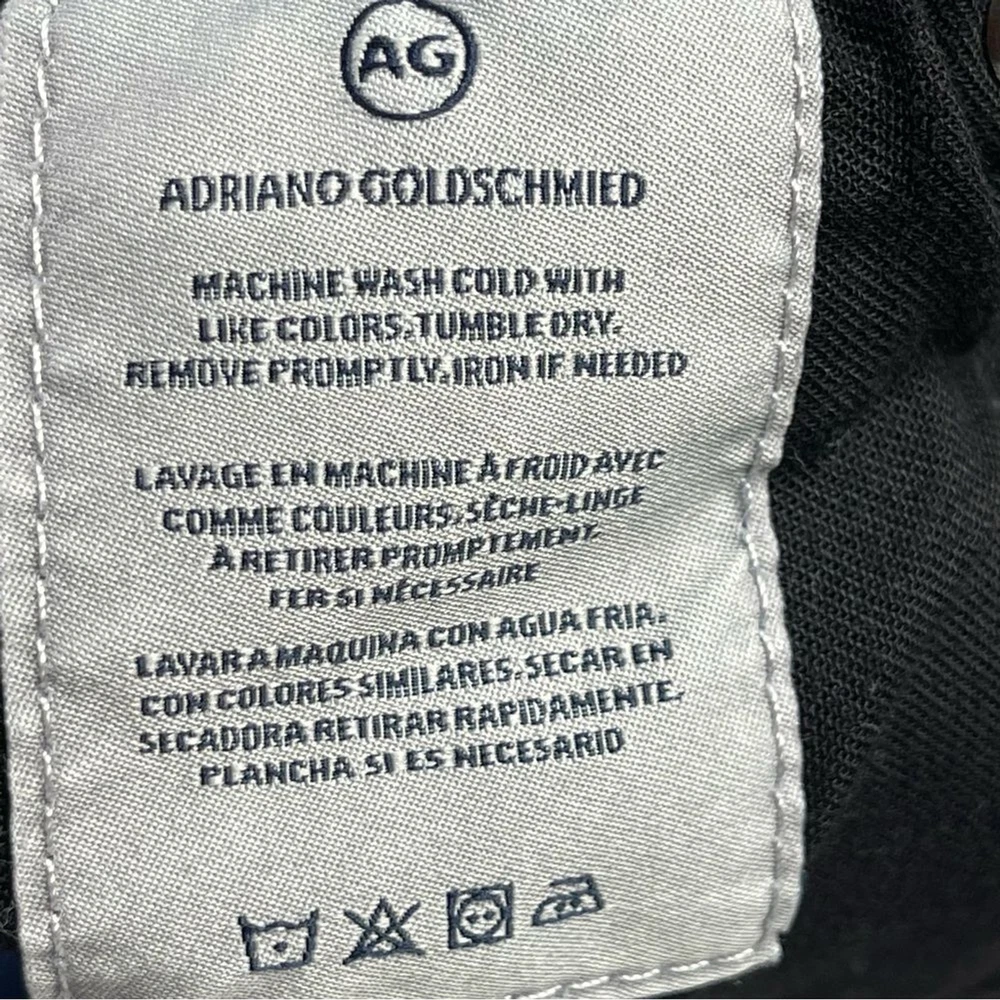 AG
ADRIANO GOLDSCHMIED
MACHINE WASH COLD WITH
LIKE COLORS. TUMBLE DRY.
REMOVE PROMPTLY. IRON IF NEEDED
LAVAGE EN MACHINE À FROID AVEC
COMME COULEURS. SÈCHE-LINGE
À RETIRER PROMPTEMENT.
FER SI NÉCESSAIRE
LAVAR A MAQUINA CON AGUA FRIA.
CON COLORES SIMILARES. SECAR EN
SECADORA RETIRAR RAPIDAMENTE.
PLANCHA SI ES NECESARIO